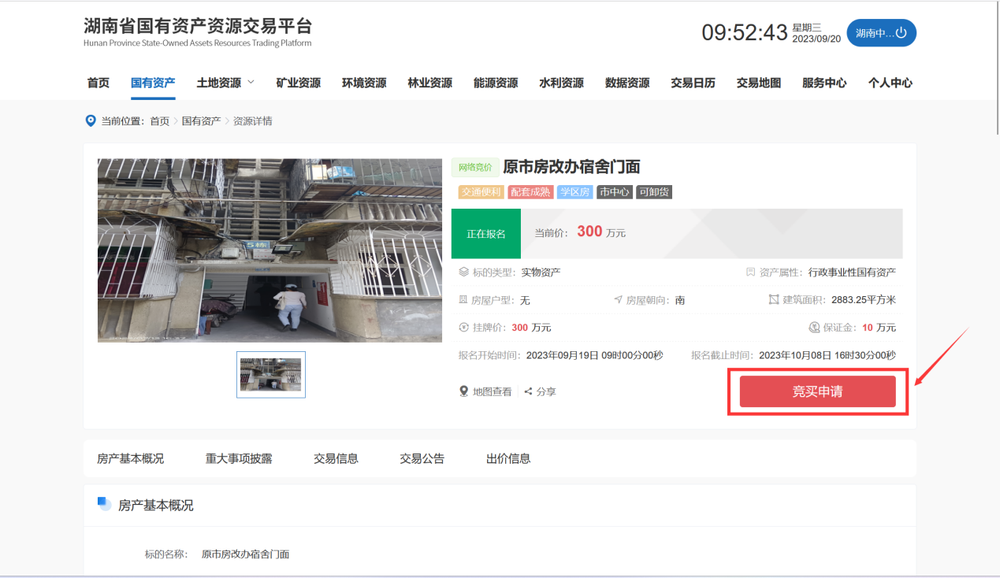 湖南省国有资产资源交易平台
Hunan Province State-Owned Assets Resources Trading Platform
09:52:43
星期三
2023/09/20
湖南中...
首页 国有资产 土地资源 矿业资源 环境资源 林业资源 能源资源 水利资源 数据资源 交易日历 交易地图 服务中心 个人中心
当前位置：首页 > 国有资产 > 资源详情
5栋
网络竞价 原市房改办宿舍门面
交通便利 配套成熟 学区房 市中心 可卸货
正在报名 当前价： 300 万元
标的类型：实物资产 资产属性：行政事业性国有资产
房屋户型：无 房屋朝向：南 建筑面积：2883.25平方米
挂牌价：300 万元 保证金：10 万元
报名开始时间：2023年09月19日 09时00分00秒 报名截止时间：2023年10月08日 16时30分00秒
地图查看 分享 竞买申请
房产基本概况 重大事项披露 交易信息 交易公告 出价信息
房产基本概况
标的名称： 原市房改办宿舍门面